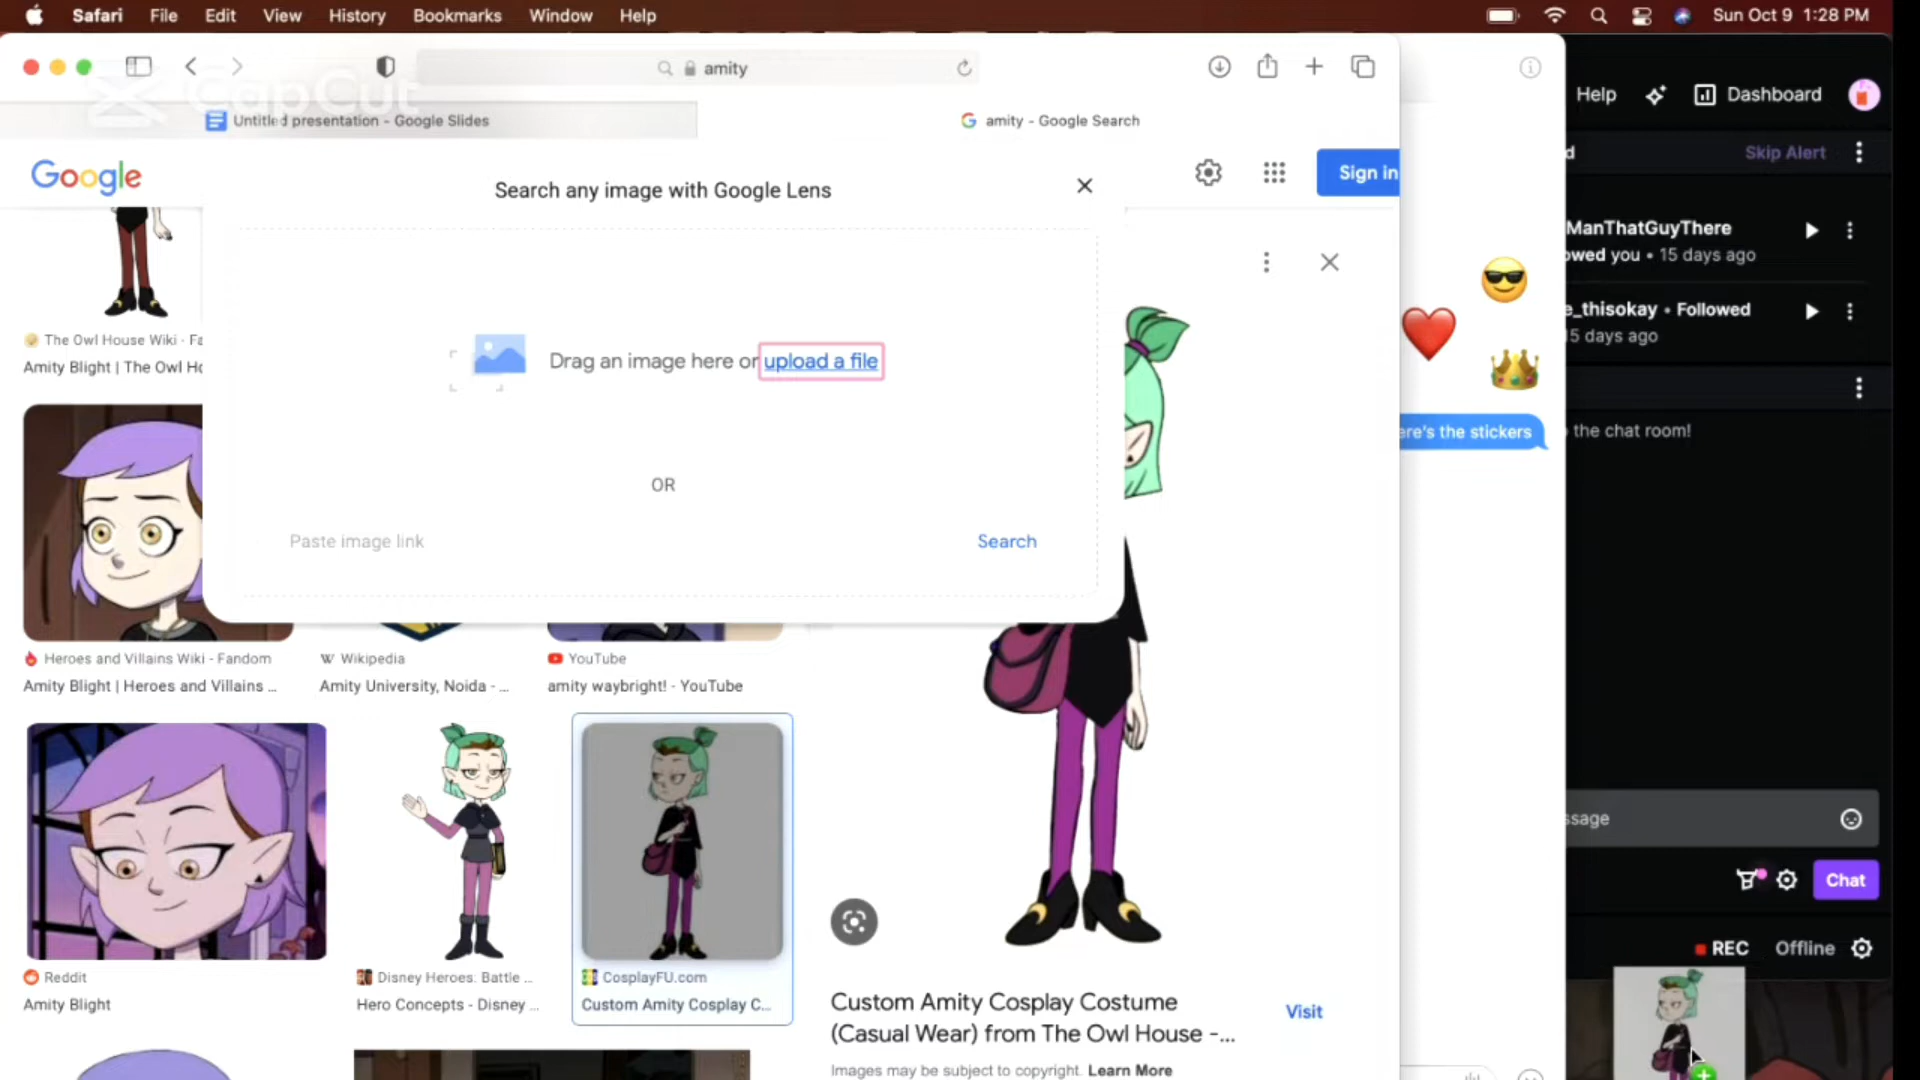 Safari File Edit View History Bookmarks Window Help
Sun Oct 9 1:28 PM
amity
CapCut
Untitled presentation - Google Slides
amity - Google Search
Help
Dashboard
Google
Search any image with Google Lens
Sign in
Skip Alert
ManThatGuyThere
owed you • 15 days ago
e_thisokay • Followed
15 days ago
The Owl House Wiki - Fa
Amity Blight | The Owl Ho
Drag an image here or upload a file
OR
Paste image link
Search
ere's the stickers
the chat room!
Heroes and Villains Wiki - Fandom
Amity Blight | Heroes and Villains ...
W Wikipedia
Amity University, Noida - ...
YouTube
amity waybright! - YouTube
ssage
Chat
REC Offline
Reddit
Amity Blight
Disney Heroes: Battle ...
Hero Concepts - Disney ...
CosplayFU.com
Custom Amity Cosplay C...
Custom Amity Cosplay Costume
(Casual Wear) from The Owl House -...
Visit
Images may be subject to copyright. Learn More